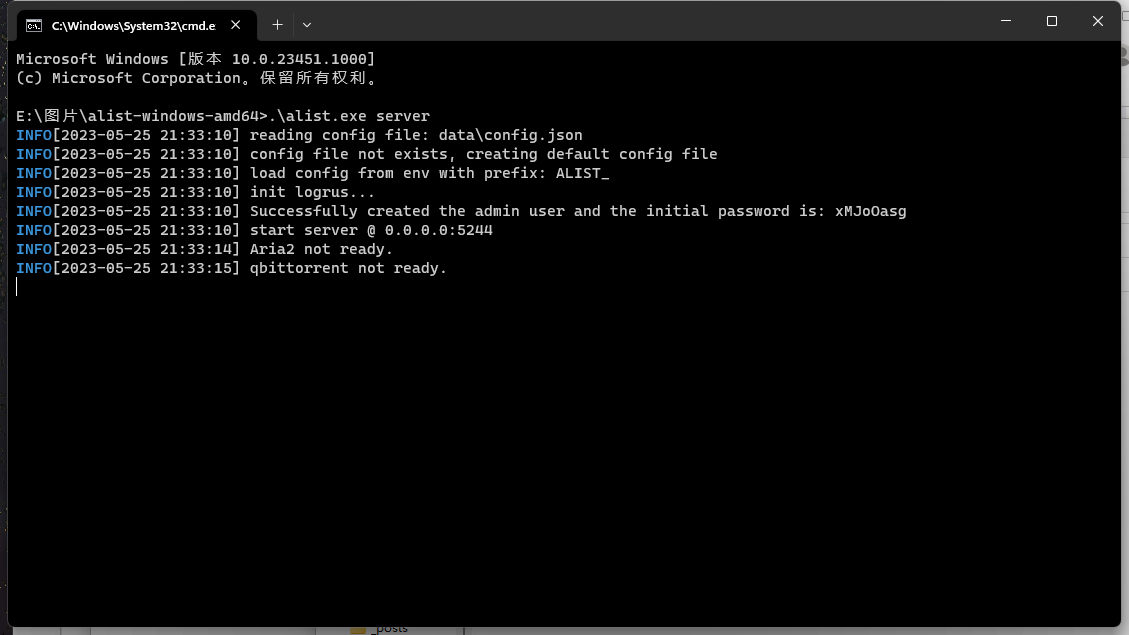 C:\Windows\System32\cmd.e
Microsoft Windows [版本 10.0.23451.1000]
(c) Microsoft Corporation。保留所有权利。
E:\图片\alist-windows-amd64>.\alist.exe server
INFO[2023-05-25 21:33:10] reading config file: data\config.json
INFO[2023-05-25 21:33:10] config file not exists, creating default config file
INFO[2023-05-25 21:33:10] load config from env with prefix: ALIST_
INFO[2023-05-25 21:33:10] init logrus...
INFO[2023-05-25 21:33:10] Successfully created the admin user and the initial password is: xMJoOasg
INFO[2023-05-25 21:33:10] start server @ 0.0.0.0:5244
INFO[2023-05-25 21:33:14] Aria2 not ready.
INFO[2023-05-25 21:33:15] qbittorrent not ready.
_posts